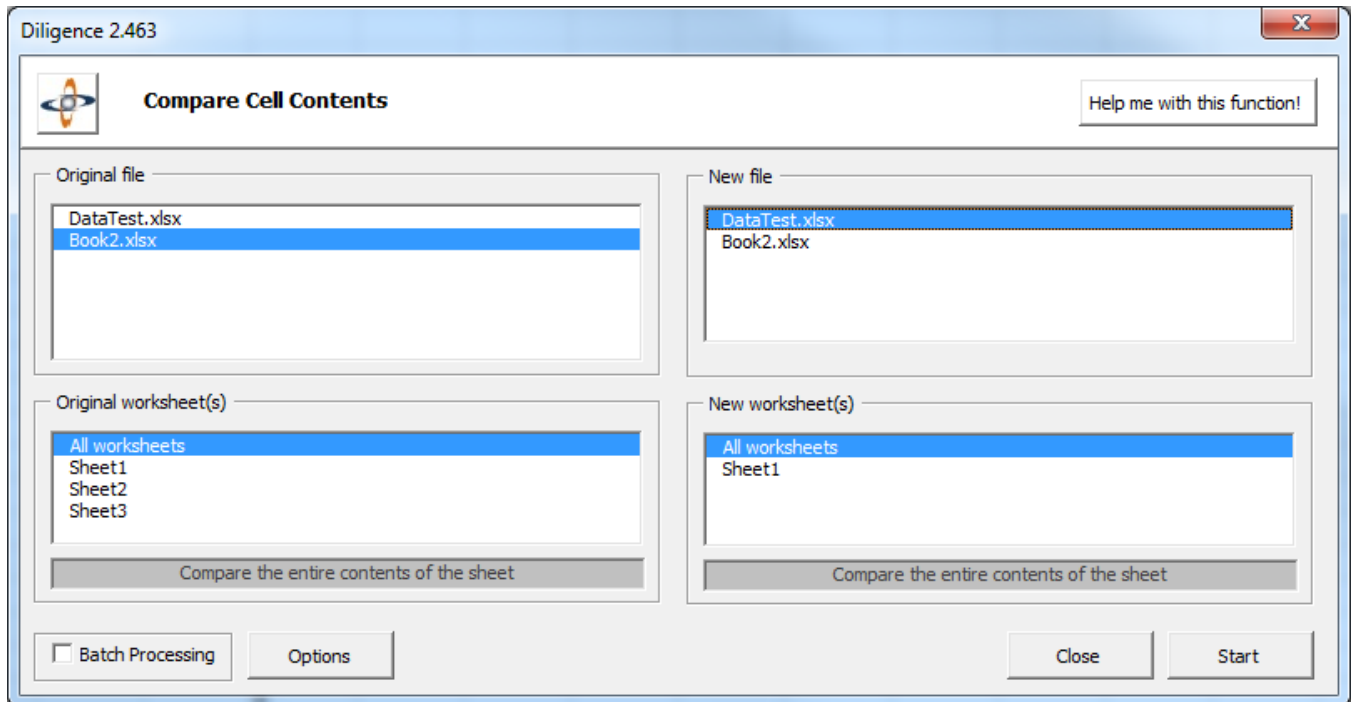 Diligence 2.463
Compare Cell Contents
Help me with this function!
Original file
DataTest.xlsx
Book2.xlsx
New file
DataTest.xlsx
Book2.xlsx
Original worksheet(s)
All worksheets
Sheet1
Sheet2
Sheet3
Compare the entire contents of the sheet
New worksheet(s)
All worksheets
Sheet1
Compare the entire contents of the sheet
Batch Processing
Options
Close
Start